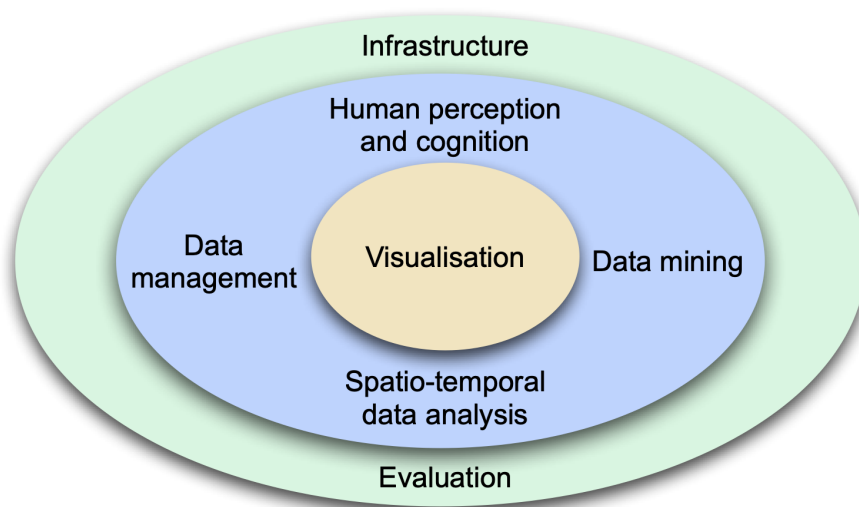 Infrastructure
Human perception
and cognition
Data
management
Visualisation
Data mining
Spatio-temporal
data analysis
Evaluation